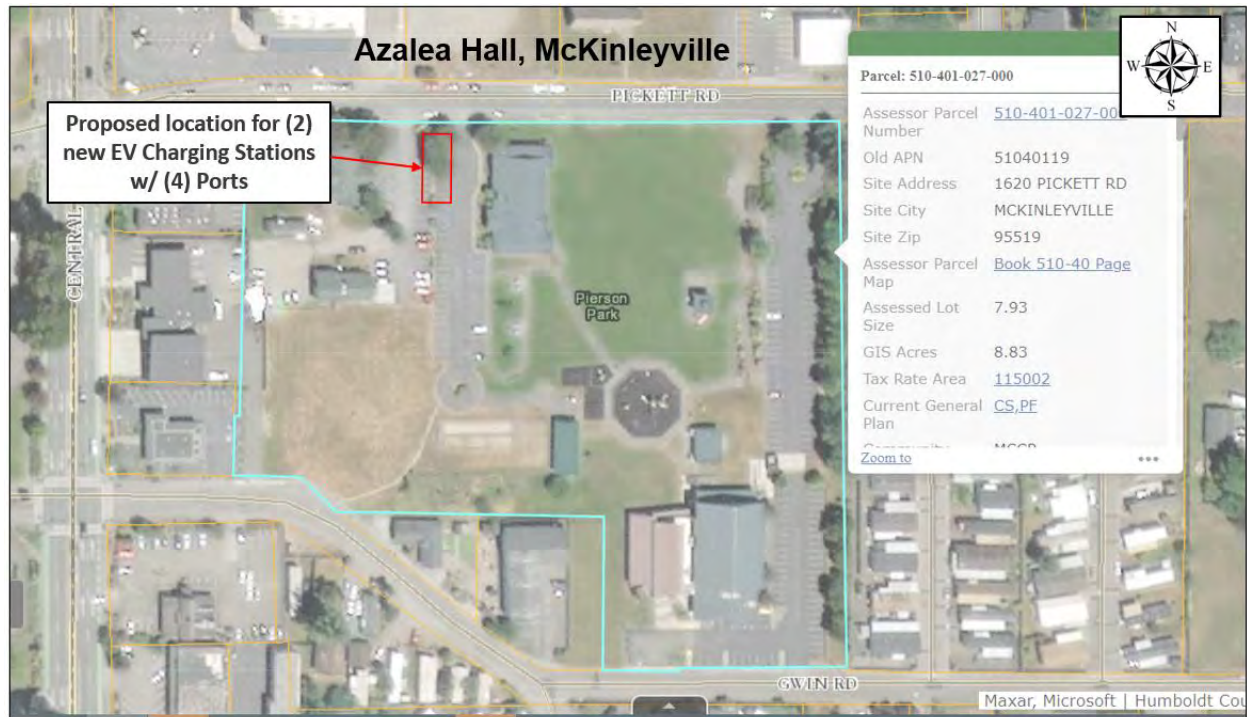 Azalea Hall, McKinleyville
N
W E
S
PICKETT RD
Proposed location for (2)
new EV Charging Stations
w/ (4) Ports
CENTRAL
Pierson
Park
GWIN RD
Parcel: 510-401-027-000
Assessor Parcel 510-401-027-00
Number
Old APN 51040119
Site Address 1620 PICKETT RD
Site City MCKINLEYVILLE
Site Zip 95519
Assessor Parcel Book 510-40 Page
Map
Assessed Lot 7.93
Size
GIS Acres 8.83
Tax Rate Area 115002
Current General CS,PF
Plan
Zoom to
Maxar, Microsoft | Humboldt Cou